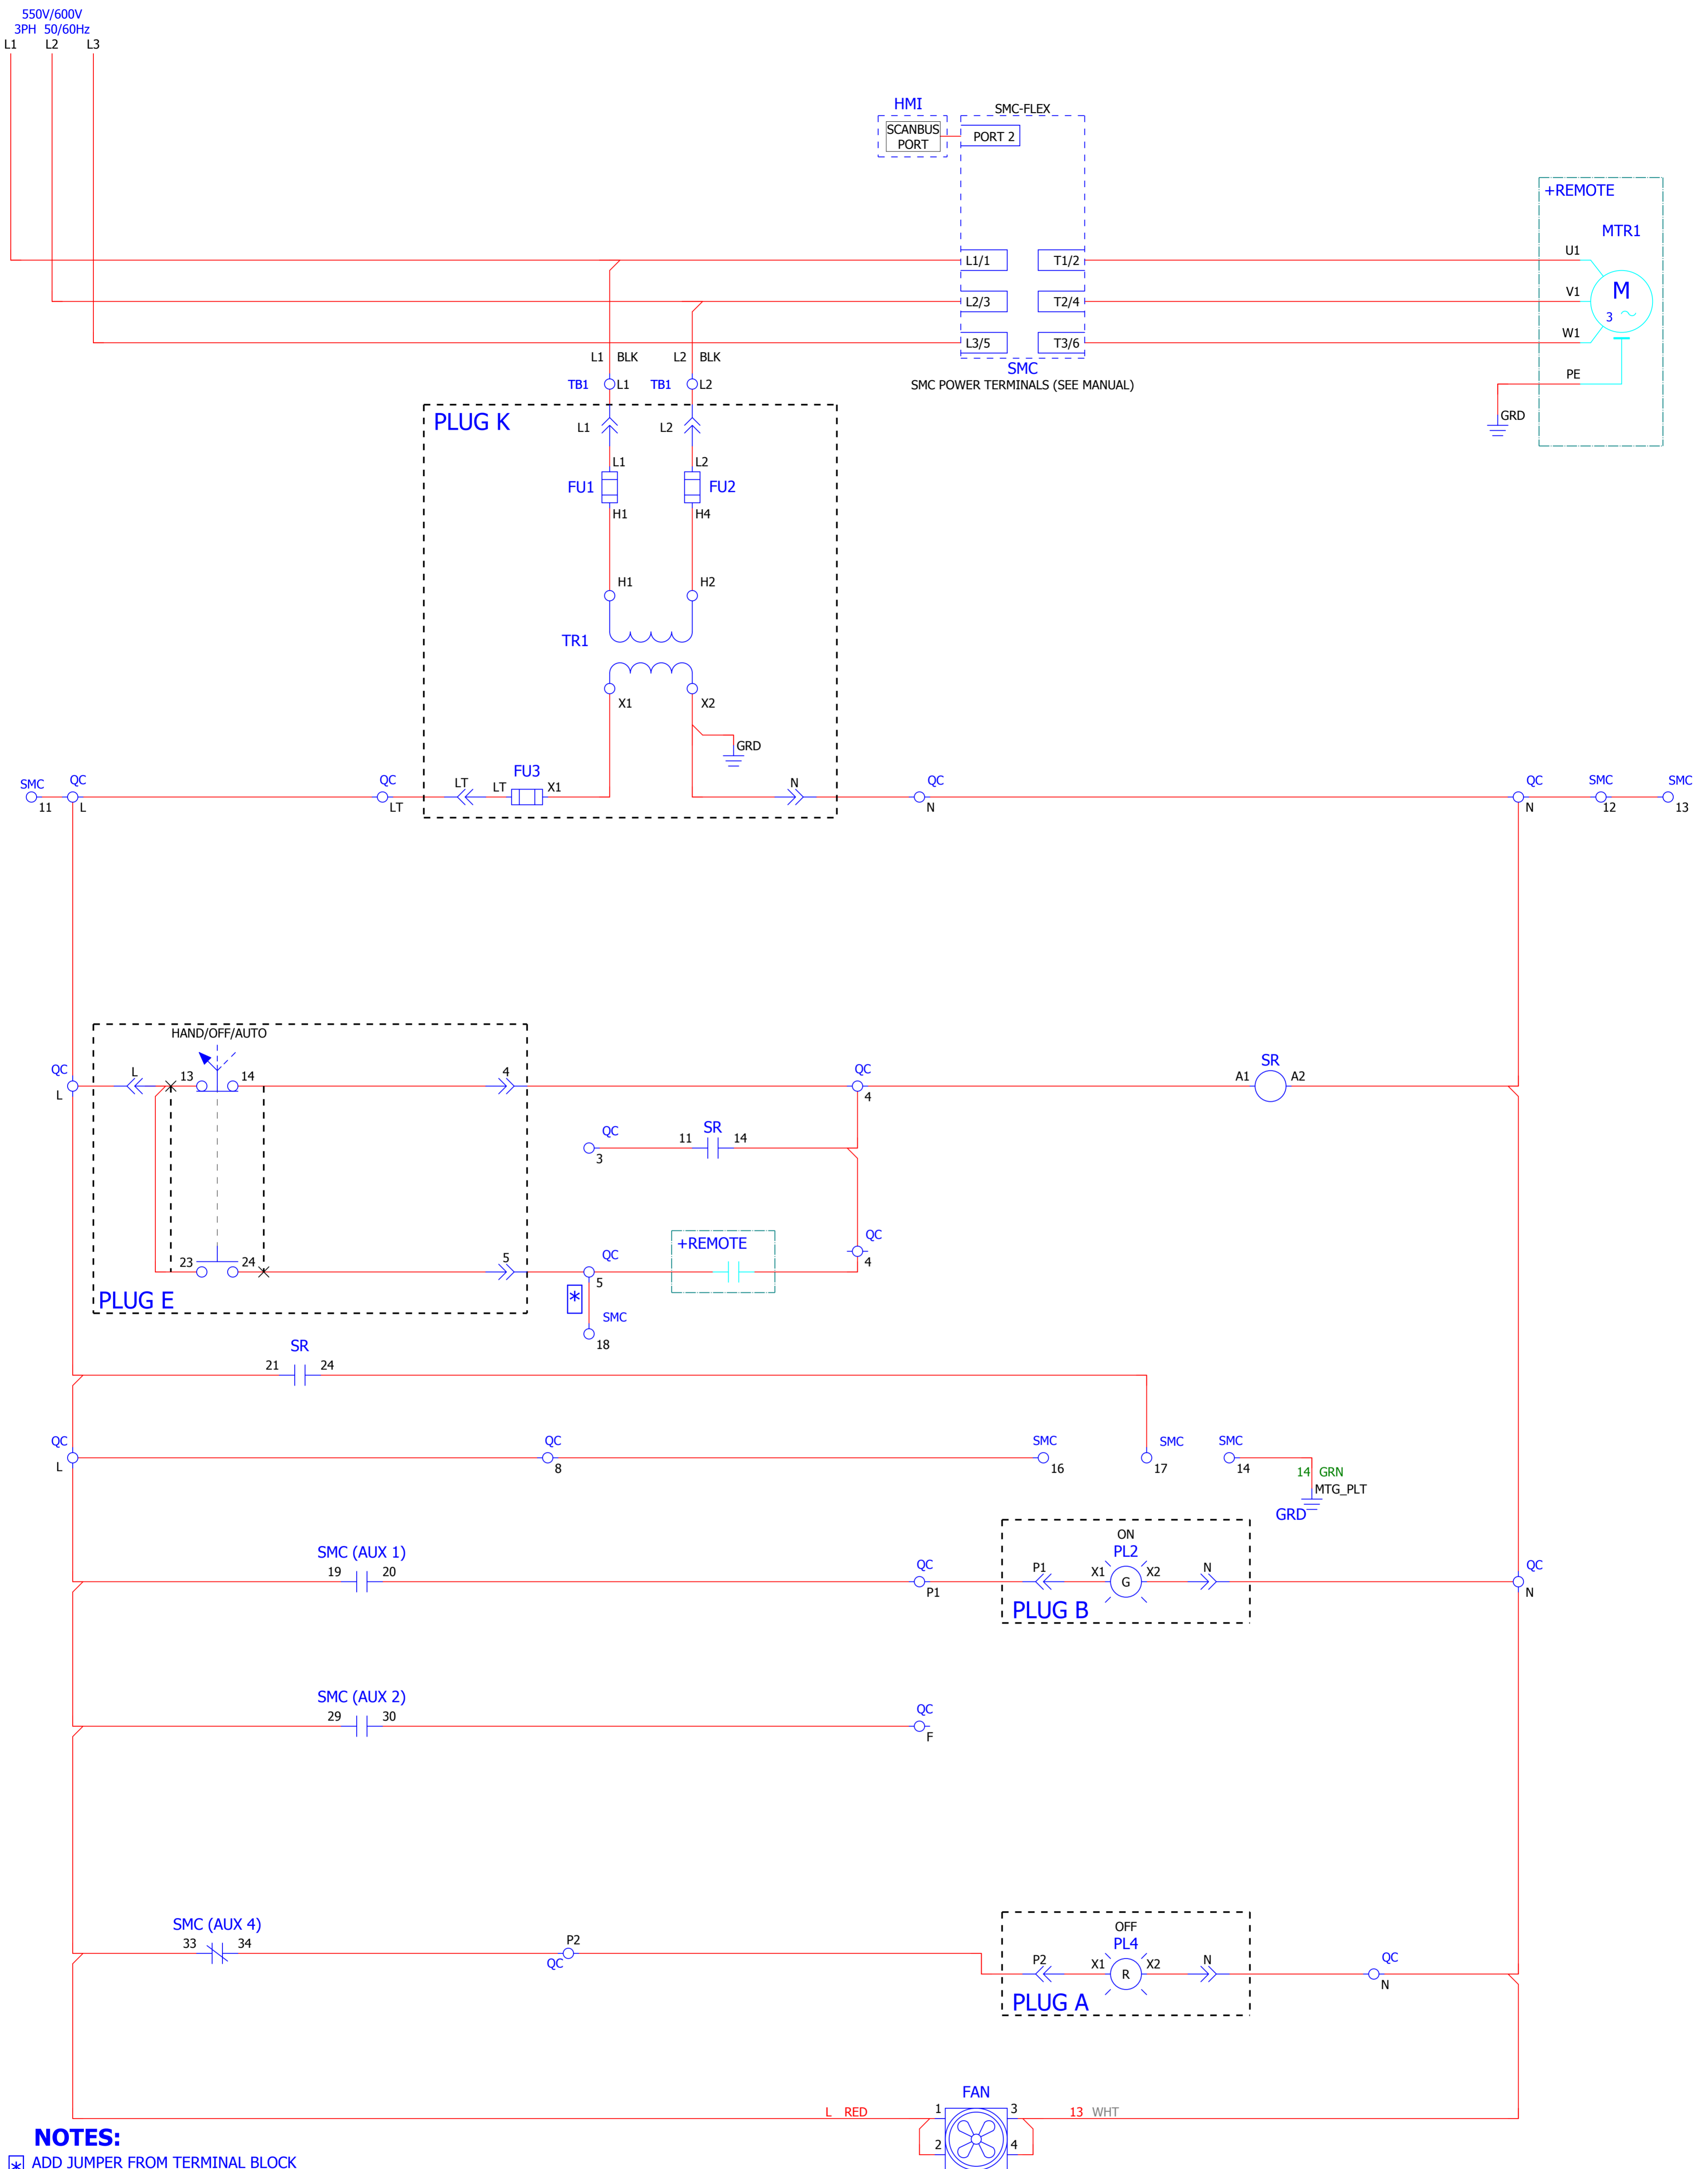 550V/600V
3PH 50/60Hz
L1 L2 L3
HMI
SMC-FLEX
SCANBUS
PORT
PORT 2
+REMOTE
MTR1
L1/1 T1/2 U1
L2/3 T2/4 V1
M
3
L3/5 T3/6 W1
L1 BLK L2 BLK
SMC
SMC POWER TERMINALS (SEE MANUAL)
PE
GRD
TB1 L1 TB1 L2
PLUG K
L1 L2
L1 L2
FU1 FU2
H1 H4
H1 H2
TR1
X1 X2
GRD
FU3
SMC QC QC LT LT X1 N QC QC SMC SMC
11 L LT N N 12 13
HAND/OFF/AUTO
QC L 13 14 4 QC SR
L 4 A1 A2
QC 11 SR 14
3
+REMOTE QC
4
23 24 5 QC
5
PLUG E
*
SMC
18
SR
21 24
QC QC SMC SMC SMC
L 8 16 17 14
14 GRN
MTG_PLT
GRD
ON
SMC (AUX 1) PL2
19 20 QC P1 X1 G X2 N QC
P1 N
PLUG B
SMC (AUX 2)
29 30 QC
F
SMC (AUX 4) OFF
33 34 P2 PL4
QC P2 X1 R X2 N QC
N
PLUG A
FAN
L RED 1 3 13 WHT
2 4
NOTES:
* ADD JUMPER FROM TERMINAL BLOCK